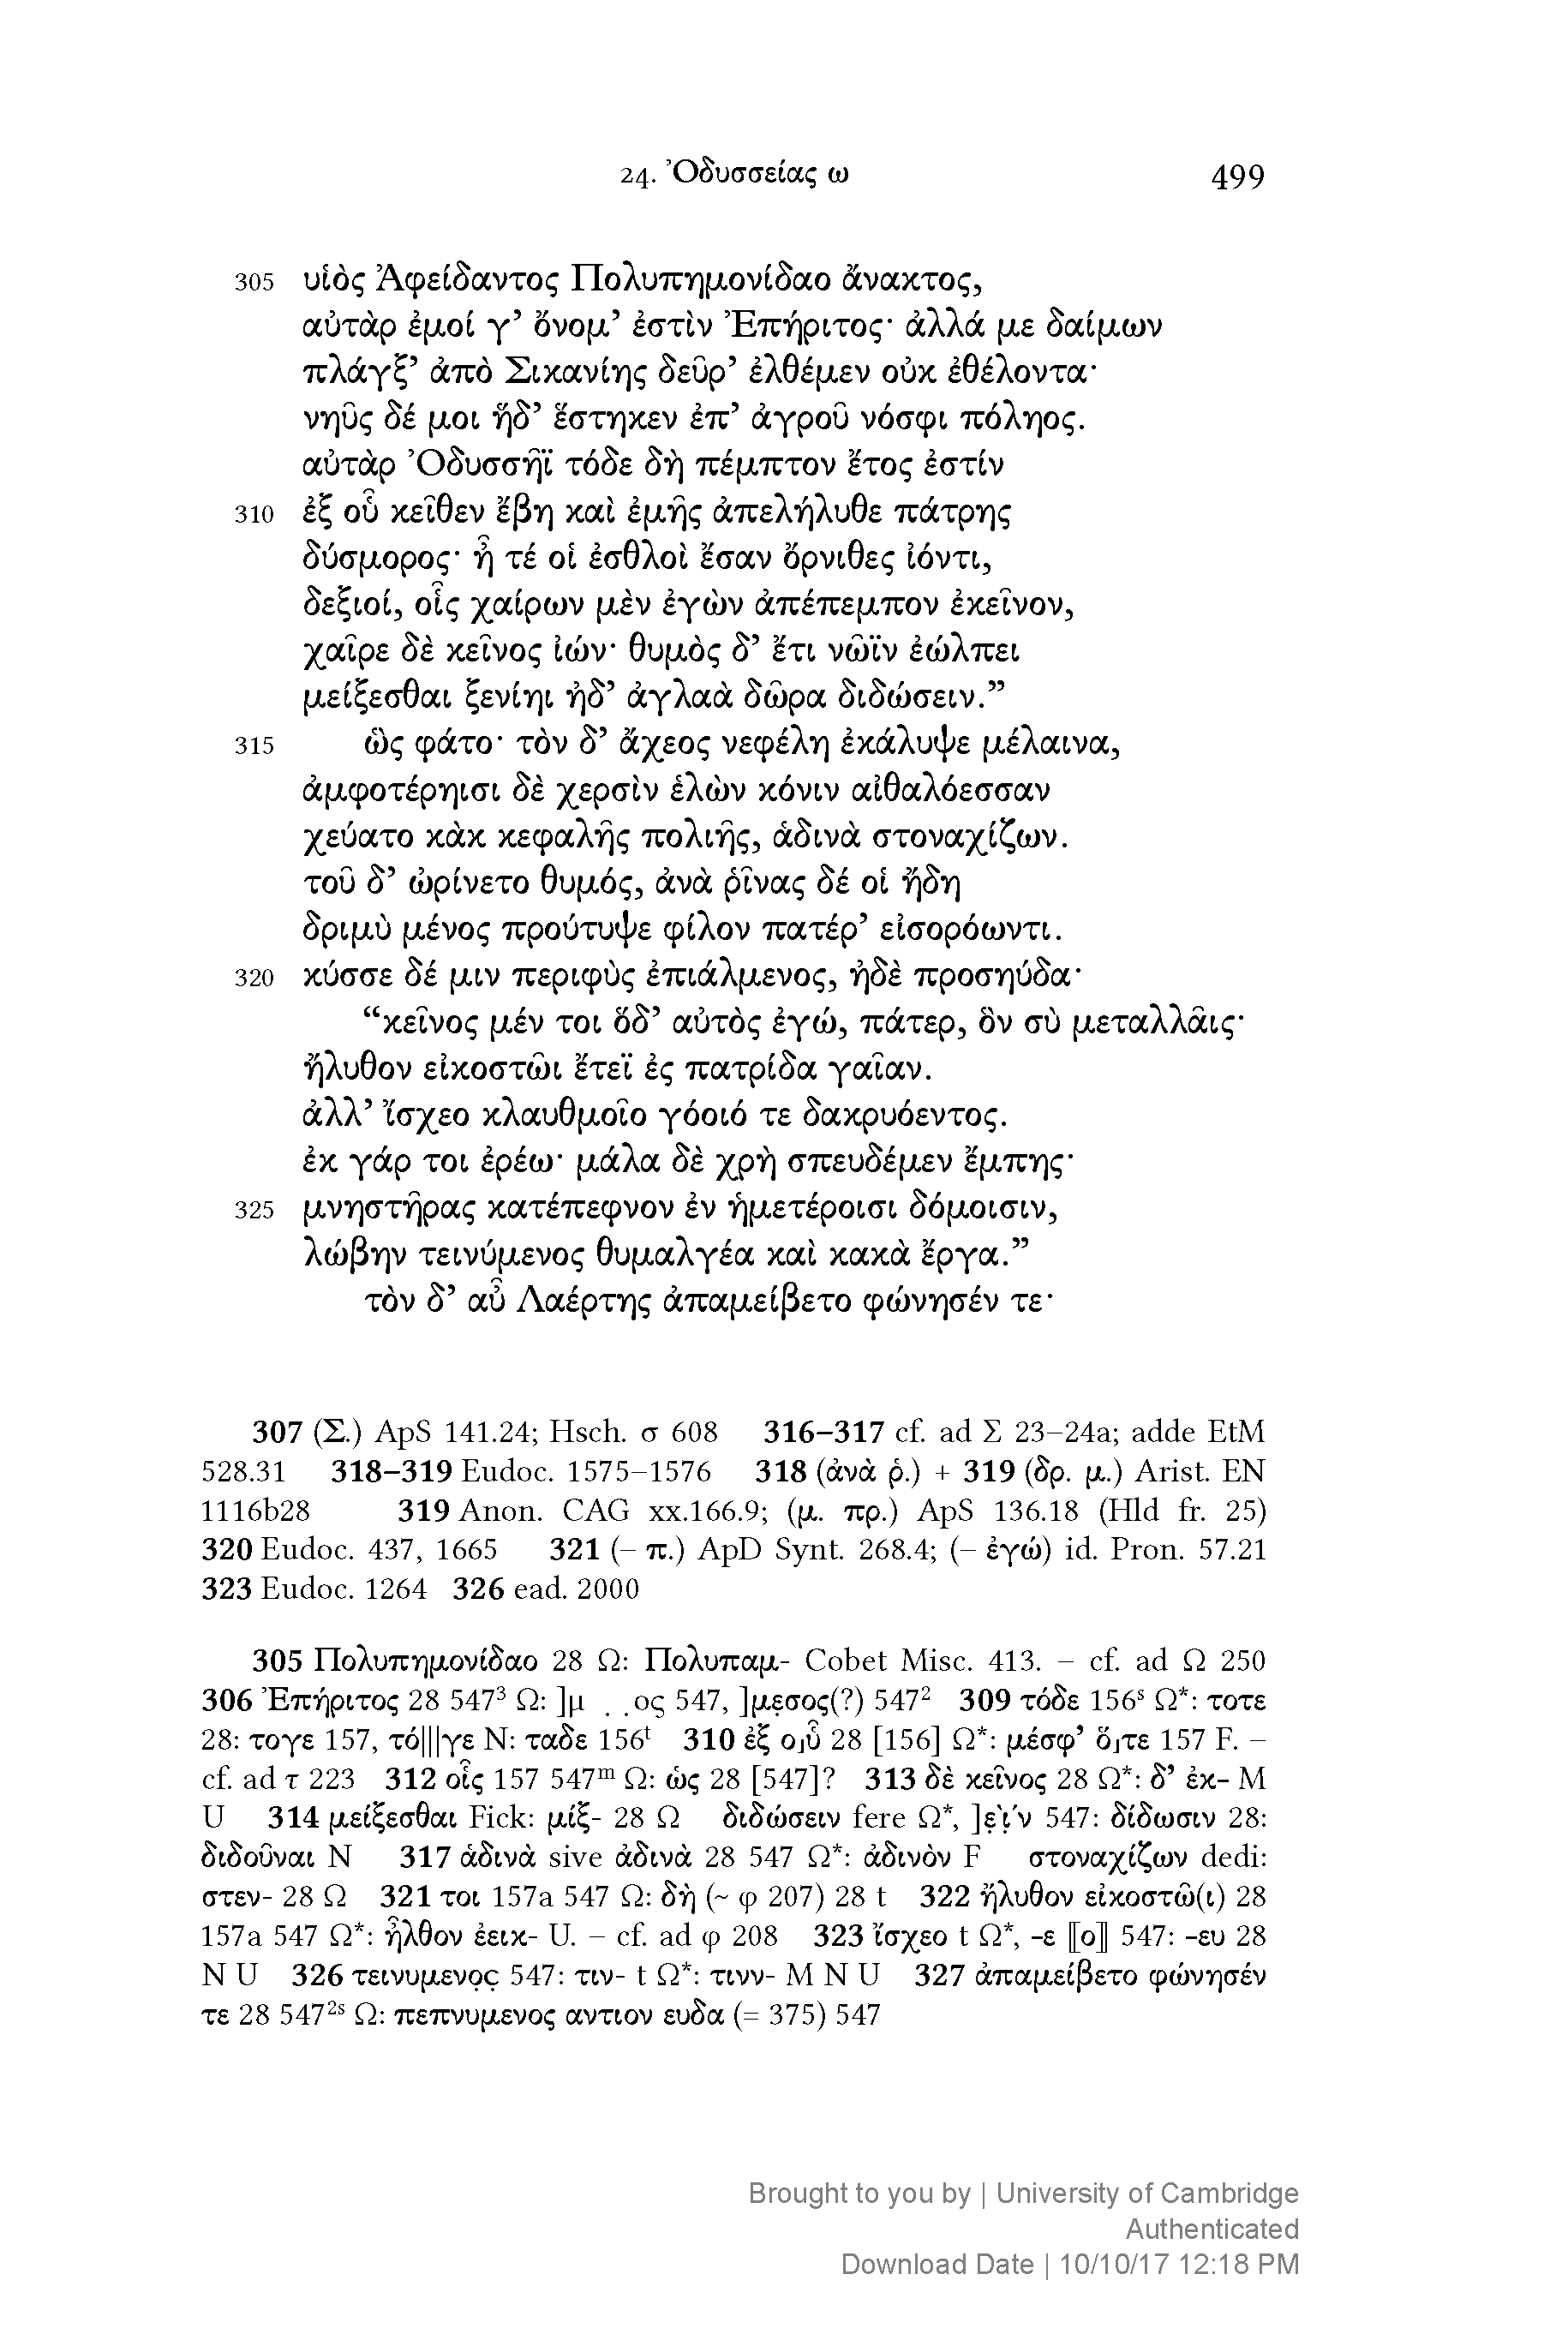 24. Ὀδυσσείας ω 499
305 υἱὸς Ἀφείδαντος Πολυπημονίδαο ἄνακτος,
αὐτὰρ ἐμοί γ’ ὄνομ’ ἐστὶν Ἐπήριτος· ἀλλά με δαίμων
πλάγξ’ ἀπὸ Σικανίης δεῦρ’ ἐλθέμεν οὐκ ἐθέλοντα·
νηῦς δέ μοι ἥδ’ ἕστηκεν ἐπ’ ἀγροῦ νόσφι πόληος.
αὐτὰρ Ὀδυσσῆϊ τόδε δὴ πέμπτον ἔτος ἐστίν
310 ἐξ οὗ κεῖθεν ἔβη καὶ ἐμῆς ἀπελήλυθε πάτρης
δύσμορος· ἦ τέ οἱ ἐσθλοὶ ἔσαν ὄρνιθες ἰόντι,
δεξιοί, οἷς χαίρων μὲν ἐγὼν ἀπέπεμπον ἐκεῖνον,
χαῖρε δὲ κεῖνος ἰών· θυμὸς δ’ ἔτι νῶϊν ἐώλπει
μείξεσθαι ξενίηι ἠδ’ ἀγλαὰ δῶρα διδώσειν.”
315 ὣς φάτο· τὸν δ’ ἄχεος νεφέλη ἐκάλυψε μέλαινα,
ἀμφοτέρηισι δὲ χερσὶν ἑλὼν κόνιν αἰθαλόεσσαν
χεύατο κὰκ κεφαλῆς πολιῆς, ἁδινὰ στοναχίζων.
τοῦ δ’ ὠρίνετο θυμός, ἀνὰ ῥῖνας δέ οἱ ἤδη
δριμὺ μένος προύτυψε φίλον πατέρ’ εἰσορόωντι.
320 κύσσε δέ μιν περιφὺς ἐπιάλμενος, ἠδὲ προσηύδα·
“κεῖνος μέν τοι ὅδ’ αὐτὸς ἐγώ, πάτερ, ὃν σὺ μεταλλᾶις·
ἤλυθον εἰκοστῶι ἔτεϊ ἐς πατρίδα γαῖαν.
ἀλλ’ ἴσχεο κλαυθμοῖο γόοιό τε δακρυόεντος.
ἐκ γάρ τοι ἐρέω· μάλα δὲ χρὴ σπευδέμεν ἔμπης·
325 μνηστῆρας κατέπεφνον ἐν ἡμετέροισι δόμοισιν,
λώβην τεινύμενος θυμαλγέα καὶ κακὰ ἔργα.”
τὸν δ’ αὖ Λαέρτης ἀπαμείβετο φώνησέν τε·
307 (Σ.) ApS 141.24; Hsch. σ 608 316–317 cf. ad Σ 23–24a; adde EtM
528.31 318–319 Eudoc. 1575–1576 318 (ἀνὰ ῥ.) + 319 (δρ. μ.) Arist. EN
1116b28 319 Anon. CAG xx.166.9; (μ. πρ.) ApS 136.18 (Hld fr. 25)
320 Eudoc. 437, 1665 321 (– π.) ApD Synt. 268.4; (– ἐγώ) id. Pron. 57.21
323 Eudoc. 1264 326 ead. 2000
305 Πολυπημονίδαο 28 Ω: Πολυπαμ- Cobet Misc. 413. – cf. ad Ω 250
306 Ἐπήριτος 28 547³ Ω: ]μ . .ος 547, ]μ̣ε̣σος(?) 547² 309 τόδε 156ˢ Ω*: τοτε
28: τογε 157, τό|||γε N: ταδε 156ᵗ 310 ἐξ ο⌟ὗ 28 [156] Ω*: μέσφ’ ὅ⌟τε 157 F. –
cf. ad τ 223 312 οἷς 157 547ᵐ Ω: ὡς 28 [547]? 313 δὲ κεῖνος 28 Ω*: δ’ ἐκ- M
U 314 μείξεσθαι Fick: μίξ- 28 Ω διδώσειν fere Ω*, ]ε̣‵ι̣′ν 547: δίδωσιν 28:
διδοῦναι N 317 ἁδινὰ sive ἀδινὰ 28 547 Ω*: ἀδινὸν F στοναχίζων dedi:
στεν- 28 Ω 321 τοι 157a 547 Ω: δὴ (~ φ 207) 28 t 322 ἤλυθον εἰκοστῶ(ι) 28
157a 547 Ω*: ἦλθον ἐεικ- U. – cf. ad φ 208 323 ἴσχεο t Ω*, -ε ⟦ο⟧ 547: -ευ 28
N U 326 τεινυμενο̣ς̣ 547: τιν- t Ω*: τινν- M N U 327 ἀπαμείβετο φώνησέν
τε 28 547²ˢ Ω: πεπνυμενος αντιον ευδα (= 375) 547
Brought to you by | University of Cambridge
Authenticated
Download Date | 10/10/17 12:18 PM